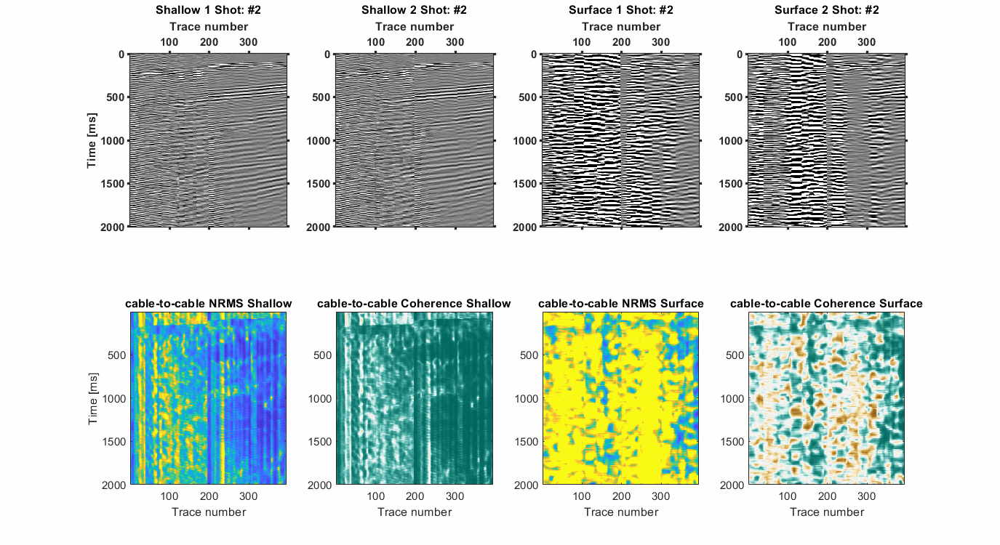 Shallow 1 Shot: #2
Trace number
100 200 300
0
500
1000
1500
2000
Time [ms]
Shallow 2 Shot: #2
Trace number
100 200 300
0
500
1000
1500
2000
Surface 1 Shot: #2
Trace number
100 200 300
0
500
1000
1500
2000
Surface 2 Shot: #2
Trace number
100 200 300
0
500
1000
1500
2000
cable-to-cable NRMS Shallow
500
1000
1500
2000
Time [ms]
100 200 300
Trace number
cable-to-cable Coherence Shallow
500
1000
1500
2000
100 200 300
Trace number
cable-to-cable NRMS Surface
500
1000
1500
2000
100 200 300
Trace number
cable-to-cable Coherence Surface
500
1000
1500
2000
100 200 300
Trace number